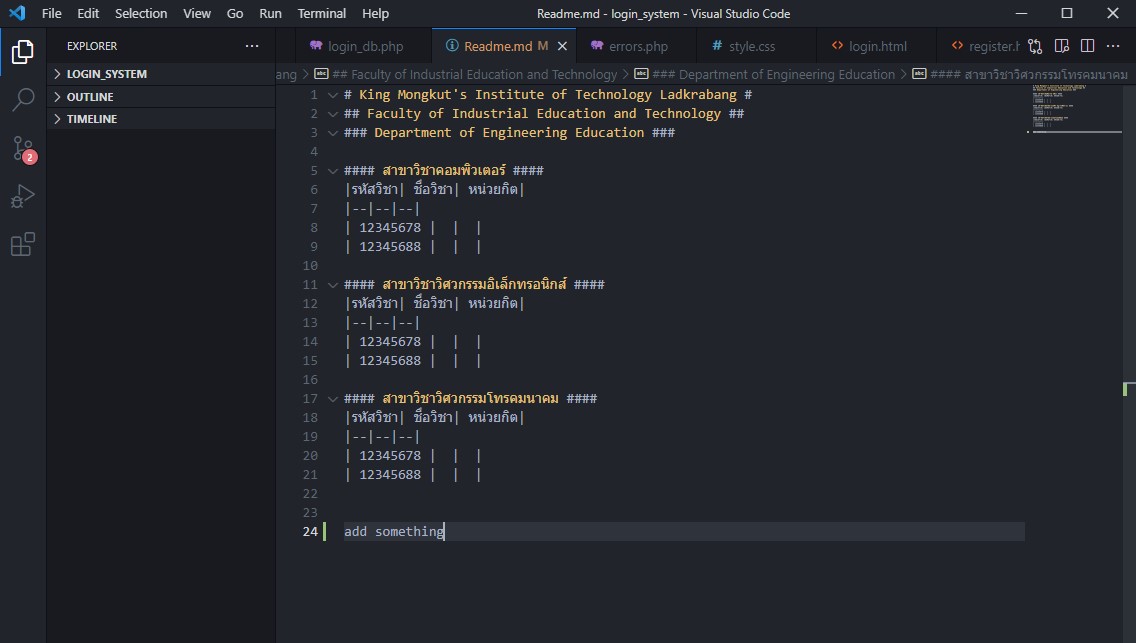 File Edit Selection View Go Run Terminal Help Readme.md - login_system - Visual Studio Code
EXPLORER
LOGIN_SYSTEM
OUTLINE
TIMELINE
2
login_db.php Readme.md M errors.php # style.css <> login.html <> register.h
ang > ## Faculty of Industrial Education and Technology > ### Department of Engineering Education > #### สาขาวิชาวิศวกรรมโทรคมนาคม
1 # King Mongkut's Institute of Technology Ladkrabang #
2 ## Faculty of Industrial Education and Technology ##
3 ### Department of Engineering Education ###
4
5 #### สาขาวิชาคอมพิวเตอร์ ####
6 |รหัสวิชา| ชื่อวิชา| หน่วยกิต|
7 |--|--|--|
8 | 12345678 | | |
9 | 12345688 | | |
10
11 #### สาขาวิชาวิศวกรรมอิเล็กทรอนิกส์ ####
12 |รหัสวิชา| ชื่อวิชา| หน่วยกิต|
13 |--|--|--|
14 | 12345678 | | |
15 | 12345688 | | |
16
17 #### สาขาวิชาวิศวกรรมโทรคมนาคม ####
18 |รหัสวิชา| ชื่อวิชา| หน่วยกิต|
19 |--|--|--|
20 | 12345678 | | |
21 | 12345688 | | |
22
23
24 add something